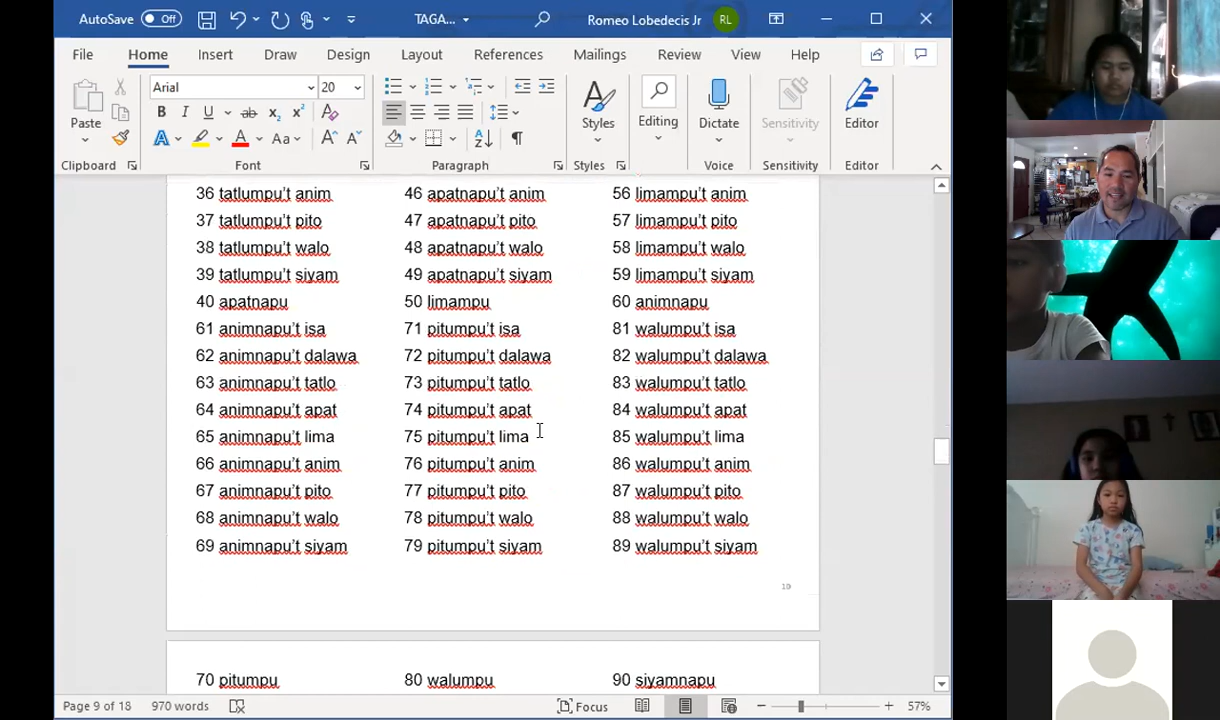 AutoSave Off TAGA... Romeo Lobedecis Jr RL
File Home Insert Draw Design Layout References Mailings Review View Help
Arial 20
Paste B I U ab x₂ x² Styles Editing Dictate Sensitivity Editor
A A Aa A A
Clipboard Font Paragraph Styles Voice Sensitivity Editor
36 tatlumpu't anim 46 apatnapu't anim 56 limampu't anim
37 tatlumpu't pito 47 apatnapu't pito 57 limampu't pito
38 tatlumpu't walo 48 apatnapu't walo 58 limampu't walo
39 tatlumpu't siyam 49 apatnapu't siyam 59 limampu't siyam
40 apatnapu 50 limampu 60 animnapu
61 animnapu't isa 71 pitumpu't isa 81 walumpu't isa
62 animnapu't dalawa 72 pitumpu't dalawa 82 walumpu't dalawa
63 animnapu't tatlo 73 pitumpu't tatlo 83 walumpu't tatlo
64 animnapu't apat 74 pitumpu't apat 84 walumpu't apat
65 animnapu't lima 75 pitumpu't lima 85 walumpu't lima
66 animnapu't anim 76 pitumpu't anim 86 walumpu't anim
67 animnapu't pito 77 pitumpu't pito 87 walumpu't pito
68 animnapu't walo 78 pitumpu't walo 88 walumpu't walo
69 animnapu't siyam 79 pitumpu't siyam 89 walumpu't siyam
10
70 pitumpu 80 walumpu 90 siyamnapu
Page 9 of 18 970 words Focus 57%